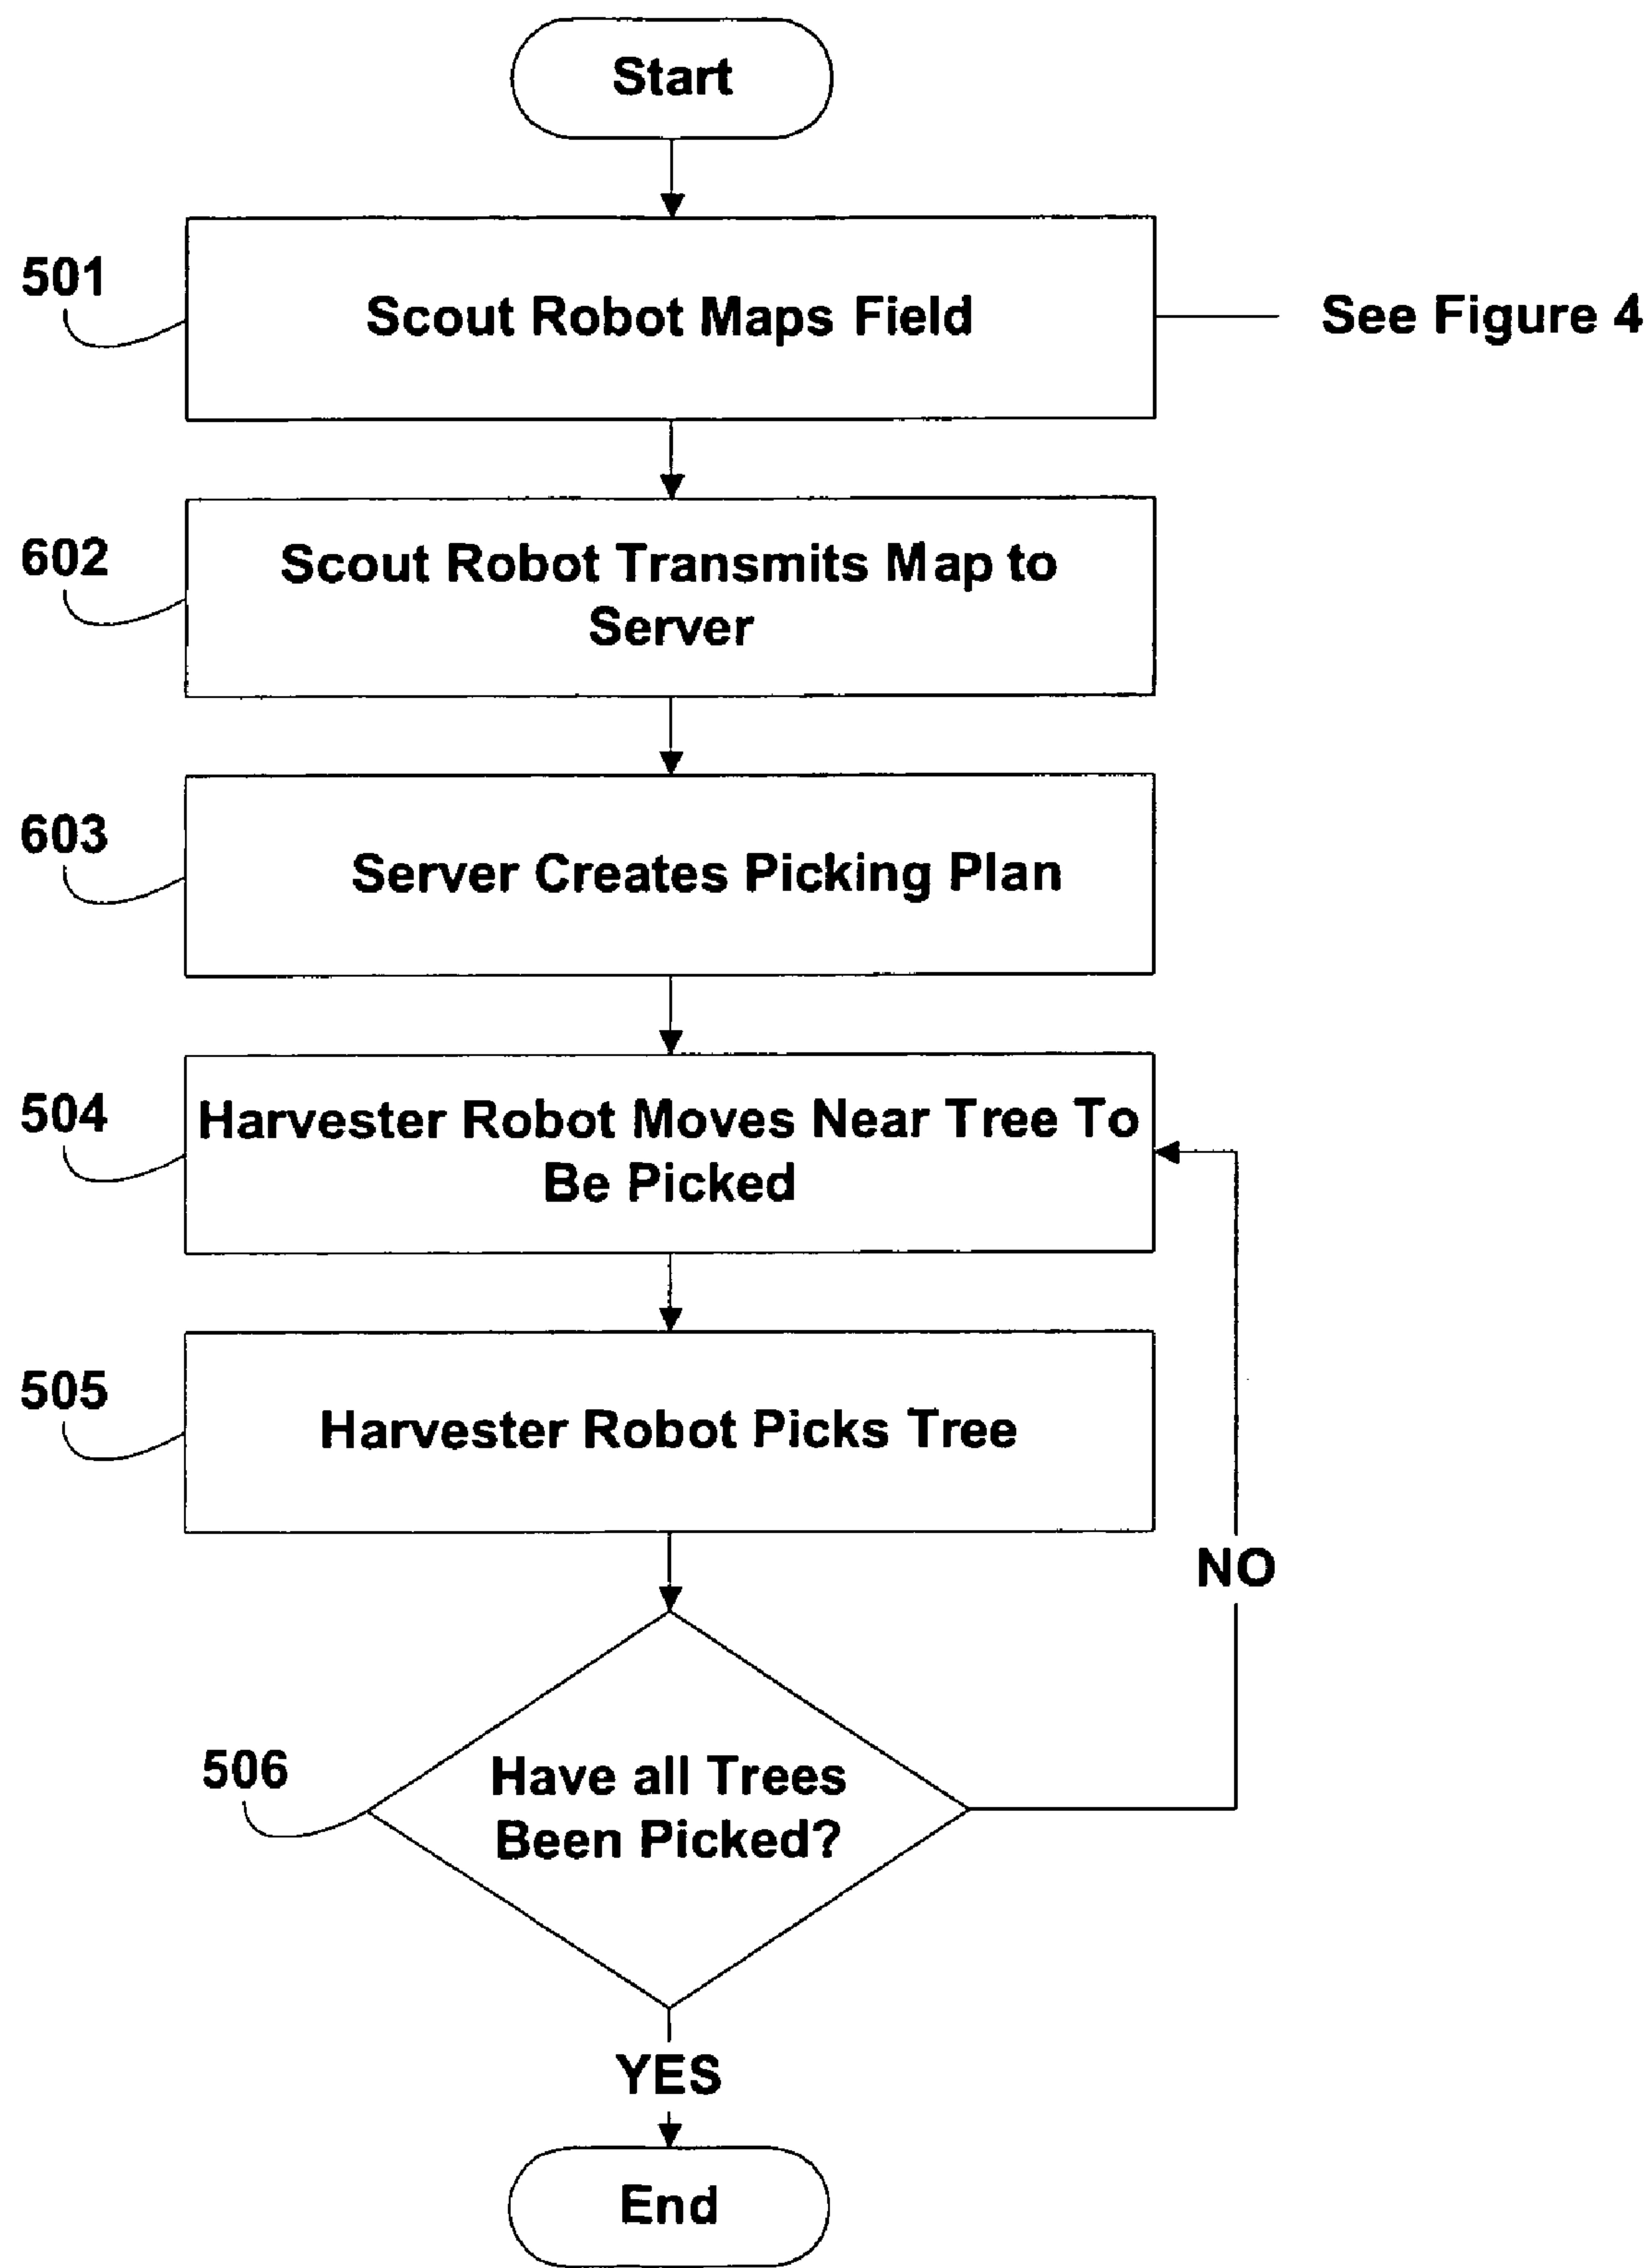 Start
501
Scout Robot Maps Field
See Figure 4
602
Scout Robot Transmits Map to
Server
603
Server Creates Picking Plan
504
Harvester Robot Moves Near Tree To
Be Picked
505
Harvester Robot Picks Tree
NO
506
Have all Trees
Been Picked?
YES
End